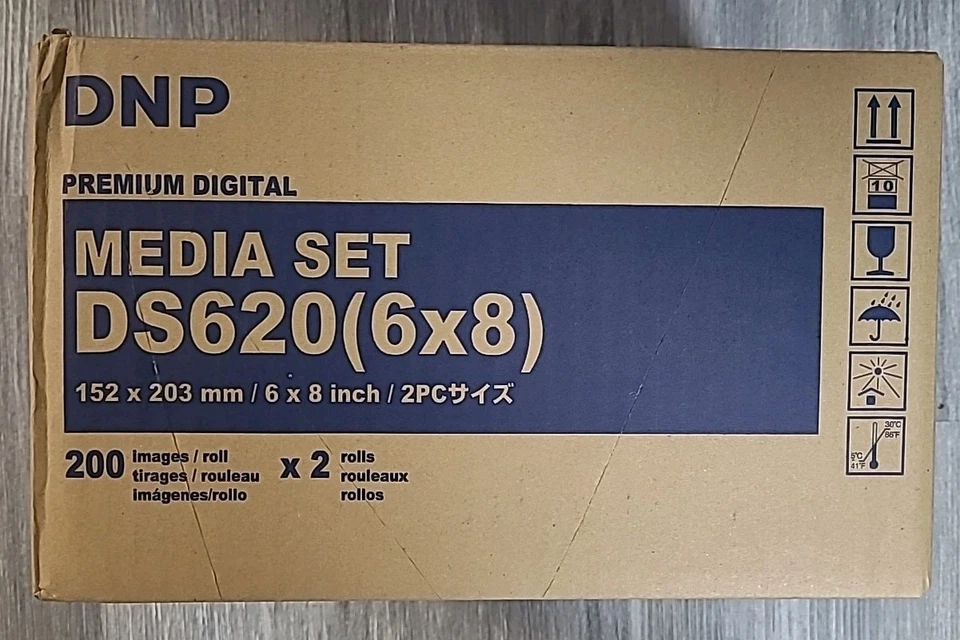 DNP
PREMIUM DIGITAL
MEDIA SET
DS620(6x8)
152 x 203 mm / 6 x 8 inch / 2PCサイズ
200 images / roll x 2 rolls
tirages / rouleau rouleaux
imágenes/rollo rollos
10
30°C
86°F
5°C
41°F